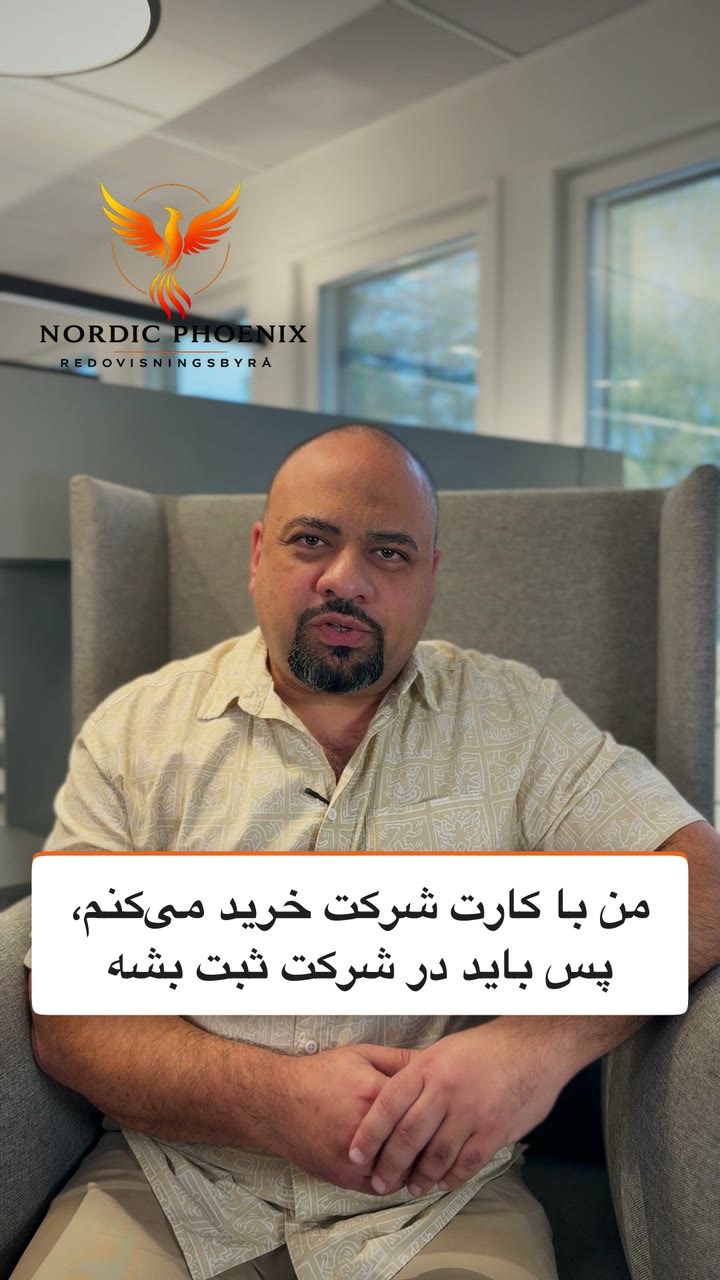 NORDIC PHOENIX
REDOVISNINGSBYRÅ
من با کارت شرکت خرید می‌کنم،
پس باید در شرکت ثبت بشه